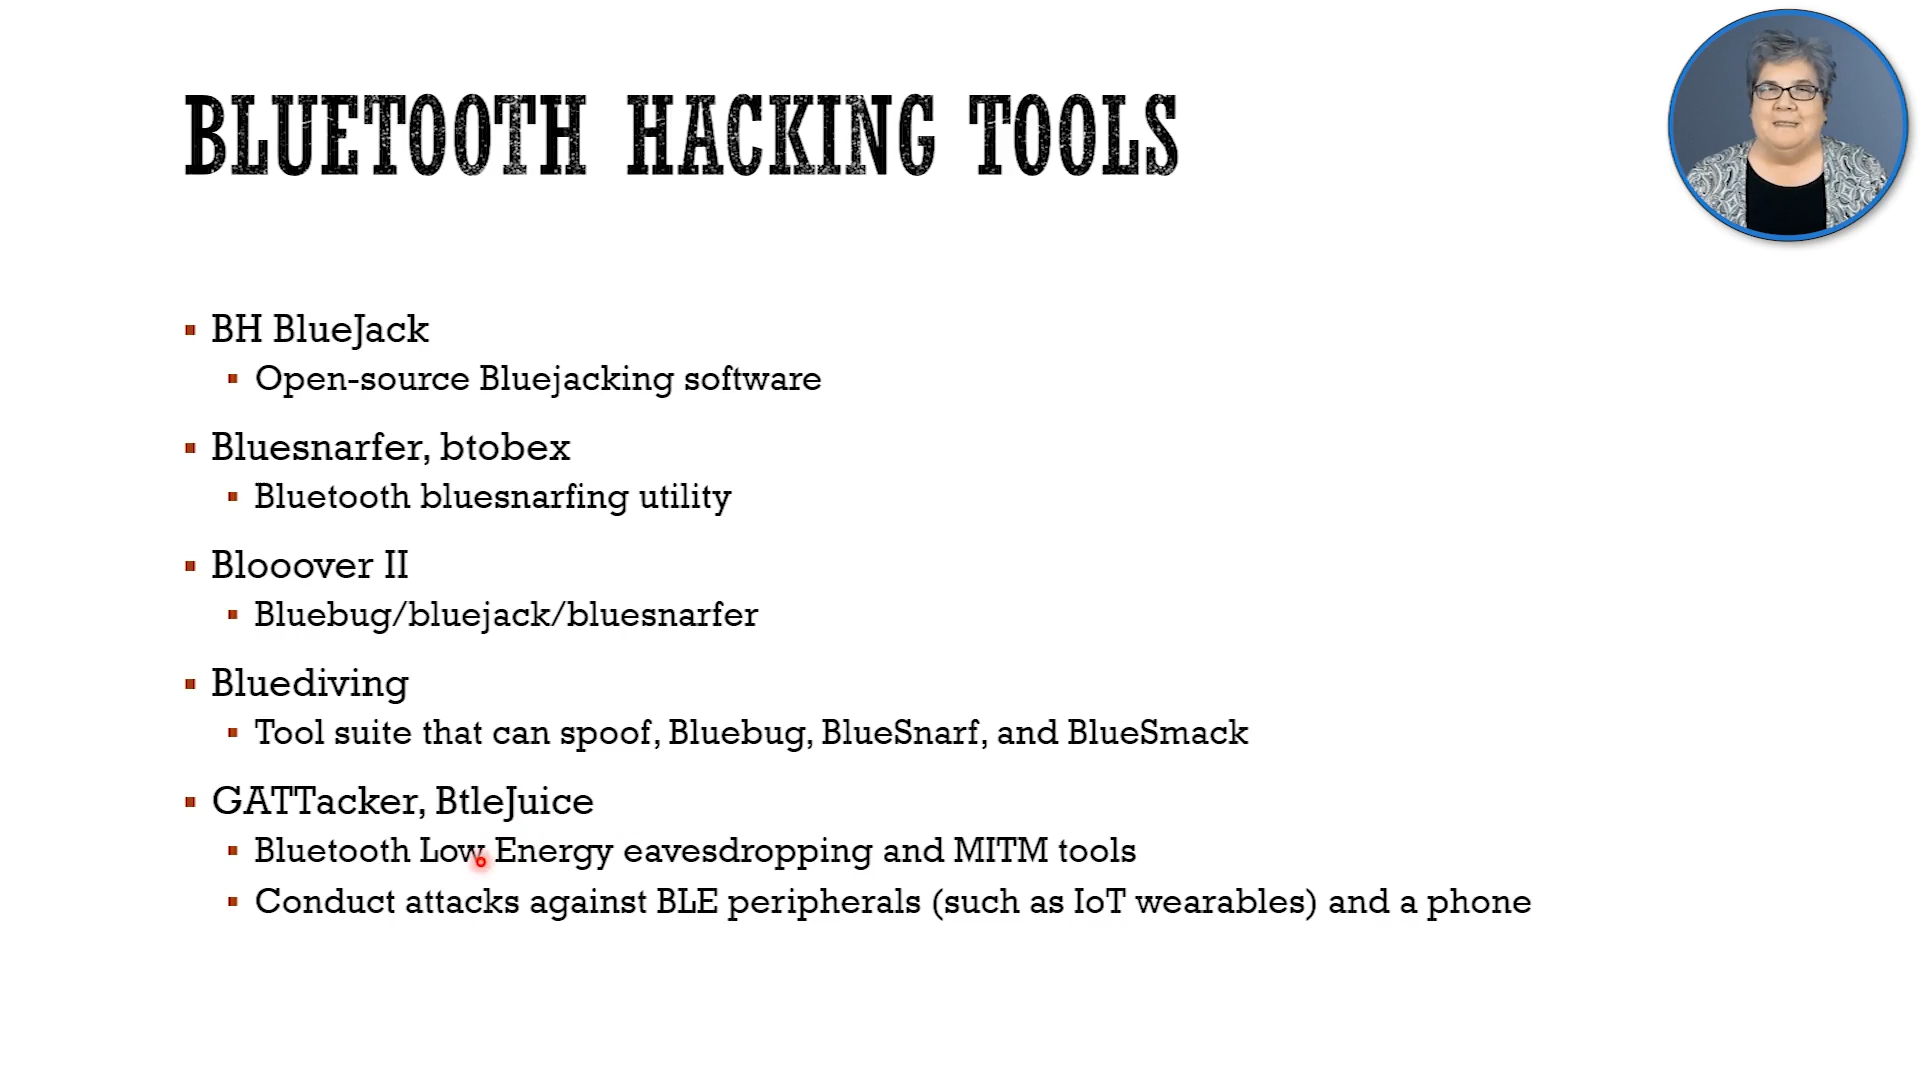 BLUETOOTH HACKING TOOLS
BH BlueJack
Open-source Bluejacking software
Bluesnarfer, btobex
Bluetooth bluesnarfing utility
Blooover II
Bluebug/bluejack/bluesnarfer
Bluediving
Tool suite that can spoof, Bluebug, BlueSnarf, and BlueSmack
GATTacker, BtleJuice
Bluetooth Low Energy eavesdropping and MITM tools
Conduct attacks against BLE peripherals (such as IoT wearables) and a phone